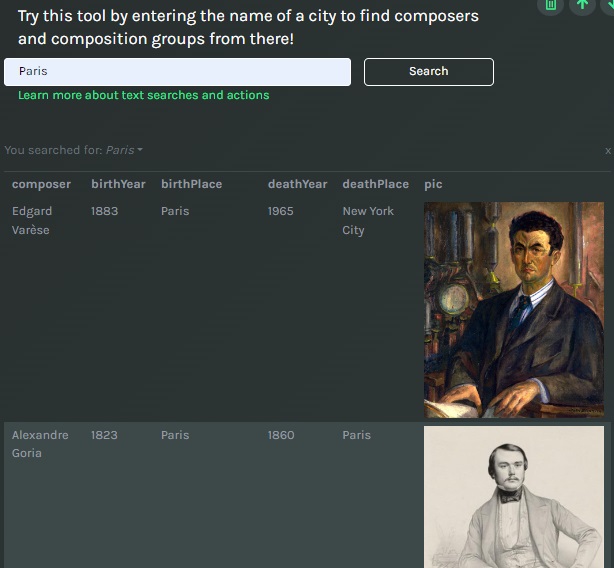 Try this tool by entering the name of a city to find composers
and composition groups from there!
Paris
Search
Learn more about text searches and actions
You searched for: Paris
x
composer birthYear birthPlace deathYear deathPlace pic
Edgard 1883 Paris 1965 New York
Varèse City
Alexandre 1823 Paris 1860 Paris
Goria